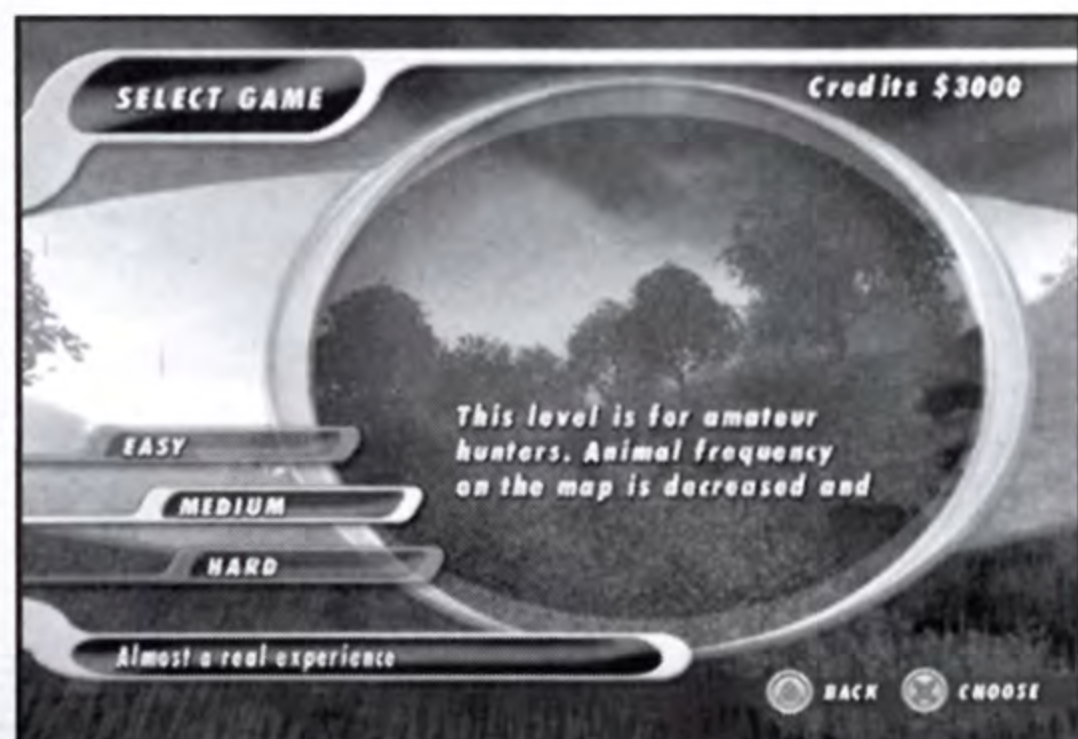 SELECT GAME
Credits $3000
This level is for amateur
hunters. Animal frequency
on the map is decreased and
EASY
MEDIUM
HARD
Almost a real experience
BACK
CHOOSE